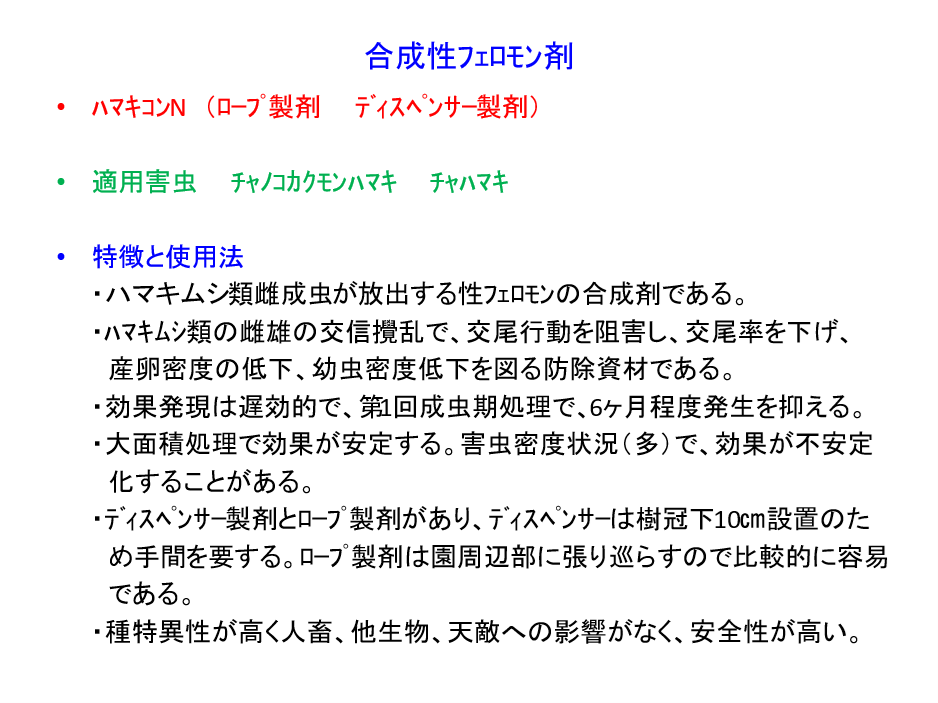 合成性ﾌｪﾛﾓﾝ剤
• ﾊﾏｷｺﾝN （ﾛｰﾌﾟ製剤　ﾃﾞｨｽﾍﾟﾝｻｰ製剤）
• 適用害虫　ﾁｬﾉｺｶｸﾓﾝﾊﾏｷ　ﾁｬﾊﾏｷ
• 特徴と使用法
・ハマキムシ類雌成虫が放出する性ﾌｪﾛﾓﾝの合成剤である。
・ﾊﾏｷﾑｼ類の雌雄の交信攪乱で、交尾行動を阻害し、交尾率を下げ、
産卵密度の低下、幼虫密度低下を図る防除資材である。
・効果発現は遅効的で、第1回成虫期処理で、6ヶ月程度発生を抑える。
・大面積処理で効果が安定する。害虫密度状況（多）で、効果が不安定
化することがある。
・ﾃﾞｨｽﾍﾟﾝｻｰ製剤とﾛｰﾌﾟ製剤があり、ﾃﾞｨｽﾍﾟﾝｻｰは樹冠下10㎝設置のた
め手間を要する。ﾛｰﾌﾟ製剤は園周辺部に張り巡らすので比較的に容易
である。
・種特異性が高く人畜、他生物、天敵への影響がなく、安全性が高い。